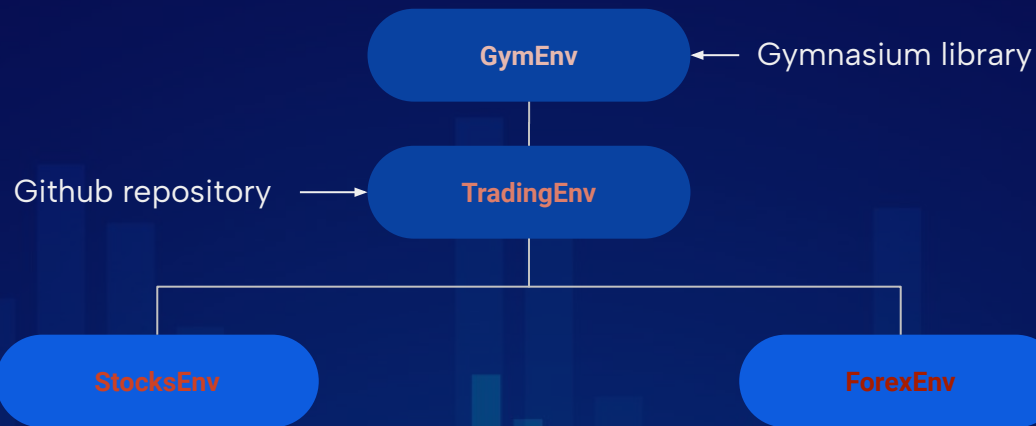 GymEnv
Gymnasium library
Github repository
TradingEnv
StocksEnv
ForexEnv